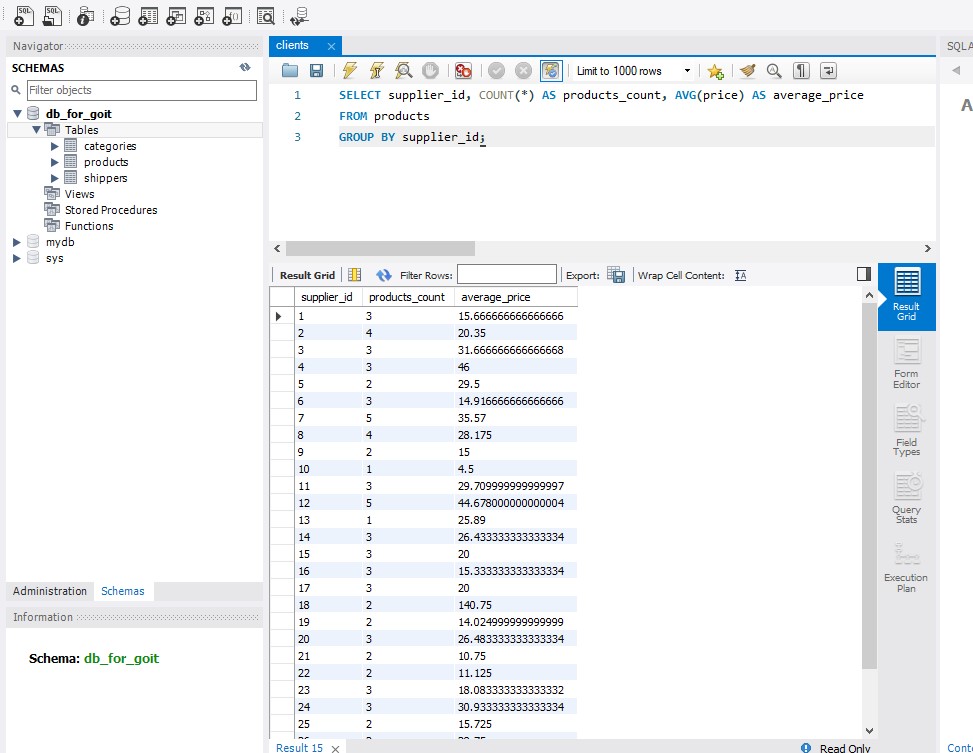 Navigator
SCHEMAS
Filter objects
db_for_goit
Tables
categories
products
shippers
Views
Stored Procedures
Functions
mydb
sys
Administration Schemas
Information
Schema: db_for_goit
clients
Limit to 1000 rows
1 SELECT supplier_id, COUNT(*) AS products_count, AVG(price) AS average_price
2 FROM products
3 GROUP BY supplier_id;
Result Grid Filter Rows: Export: Wrap Cell Content:
supplier_id products_count average_price
1 3 15.666666666666666
2 4 20.35
3 3 31.666666666666668
4 3 46
5 2 29.5
6 3 14.916666666666666
7 5 35.57
8 4 28.175
9 2 15
10 1 4.5
11 3 29.709999999999997
12 5 44.678000000000004
13 1 25.89
14 3 26.433333333333334
15 3 20
16 3 15.333333333333334
17 3 20
18 2 140.75
19 2 14.024999999999999
20 3 26.483333333333334
21 2 10.75
22 2 11.125
23 3 18.083333333333332
24 3 30.933333333333334
25 2 15.725
Result 15
Read Only
Result
Grid
Form
Editor
Field
Types
Query
Stats
Execution
Plan
SQLA
A
Conte